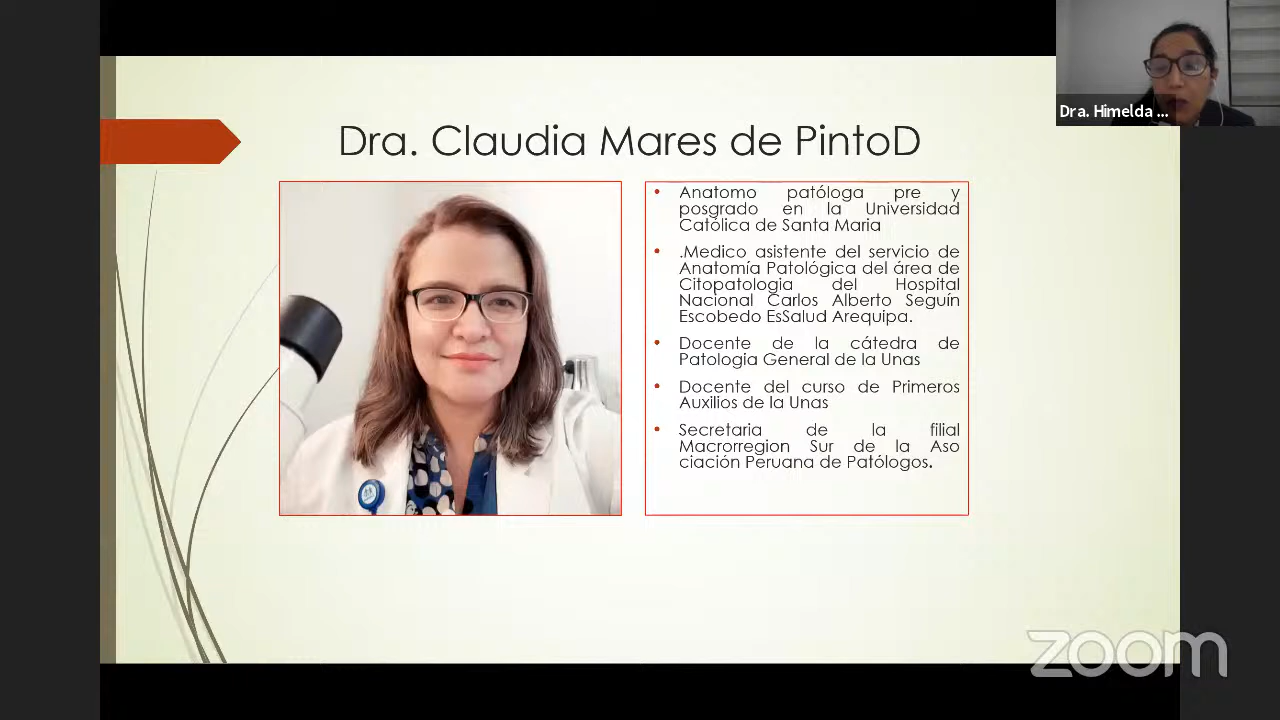 Dra. Himelda ...
Dra. Claudia Mares de PintoD
• Anatomo patóloga pre y
posgrado en la Universidad
Católica de Santa Maria
• .Medico asistente del servicio de
Anatomía Patológica del área de
Citopatologia del Hospital
Nacional Carlos Alberto Seguín
Escobedo EsSalud Arequipa.
• Docente de la cátedra de
Patologia General de la Unas
• Docente del curso de Primeros
Auxilios de la Unas
• Secretaria de la filial
Macrorregion Sur de la Aso
ciación Peruana de Patólogos.
zoom